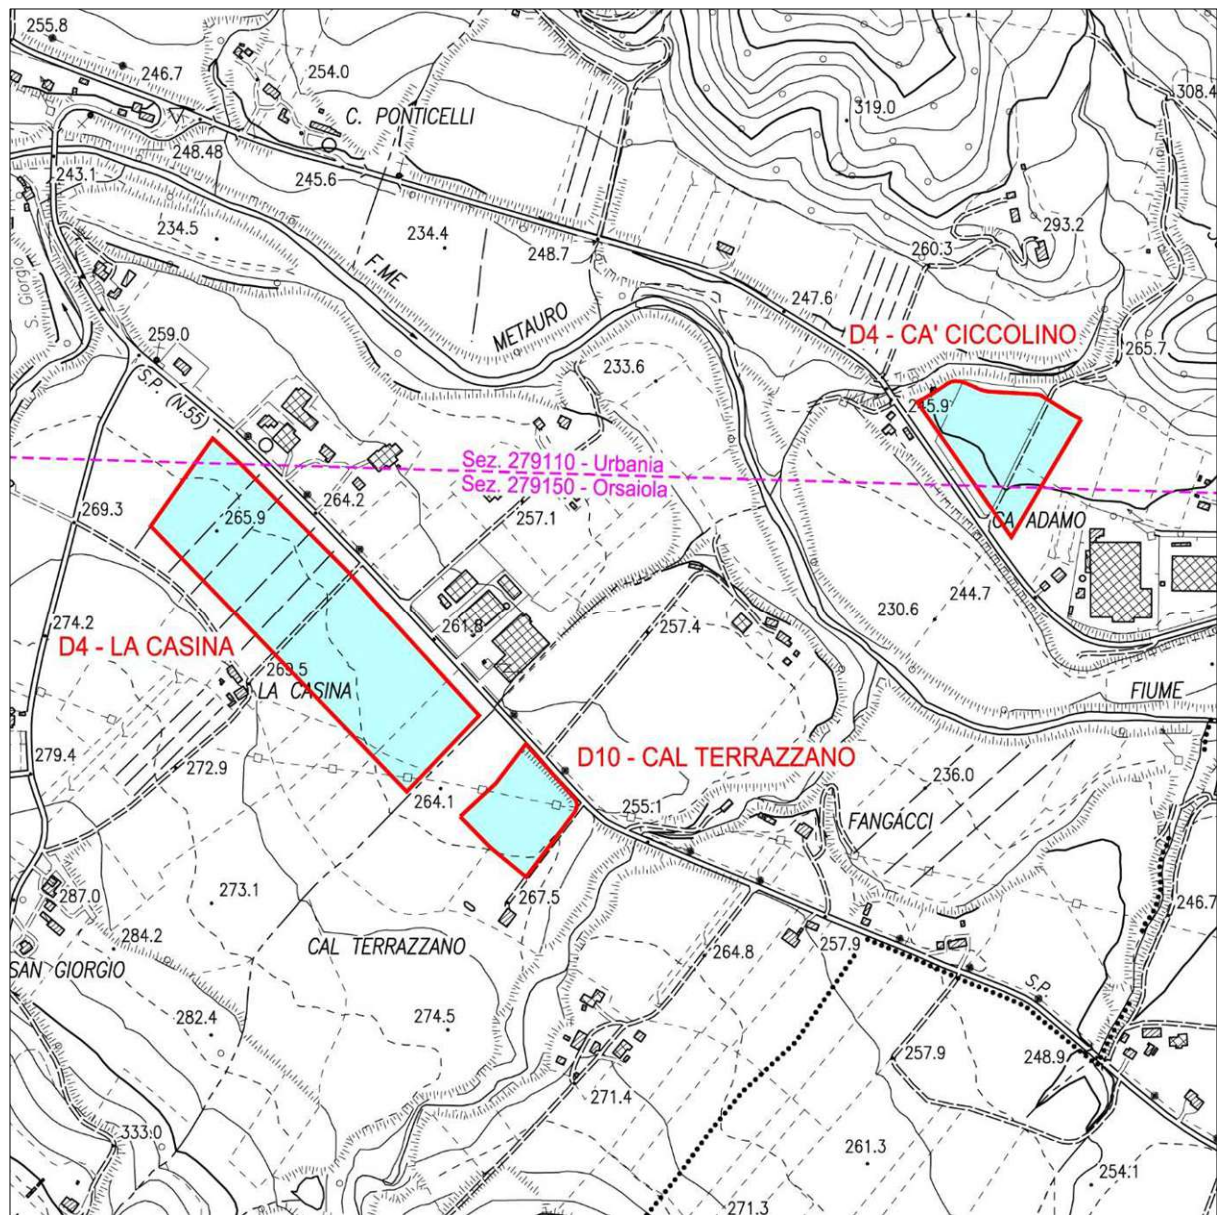 255.8
246.7
254.0
C. PONTICELLI
319.0
308.4
248.48
243.1
245.6
234.5
234.4
248.7
260.3
293.2
S. Giorgio
F.ME
METAURO
247.6
259.0
S.P. (N.55)
233.6
D4 - CA' CICCOLINO
265.7
245.9
Sez. 279110 - Urbania
Sez. 279150 - Orsaiola
269.3
265.9
264.2
257.1
CA ADAMO
274.2
261.8
257.4
230.6
244.7
D4 - LA CASINA
269.5
LA CASINA
FIUME
279.4
272.9
D10 - CAL TERRAZZANO
264.1
255.1
236.0
FANGACCI
287.0
273.1
267.5
246.7
284.2
CAL TERRAZZANO
264.8
257.9
SAN GIORGIO
S.P.
282.4
274.5
257.9
248.9
271.4
333.0
261.3
254.1
271.3